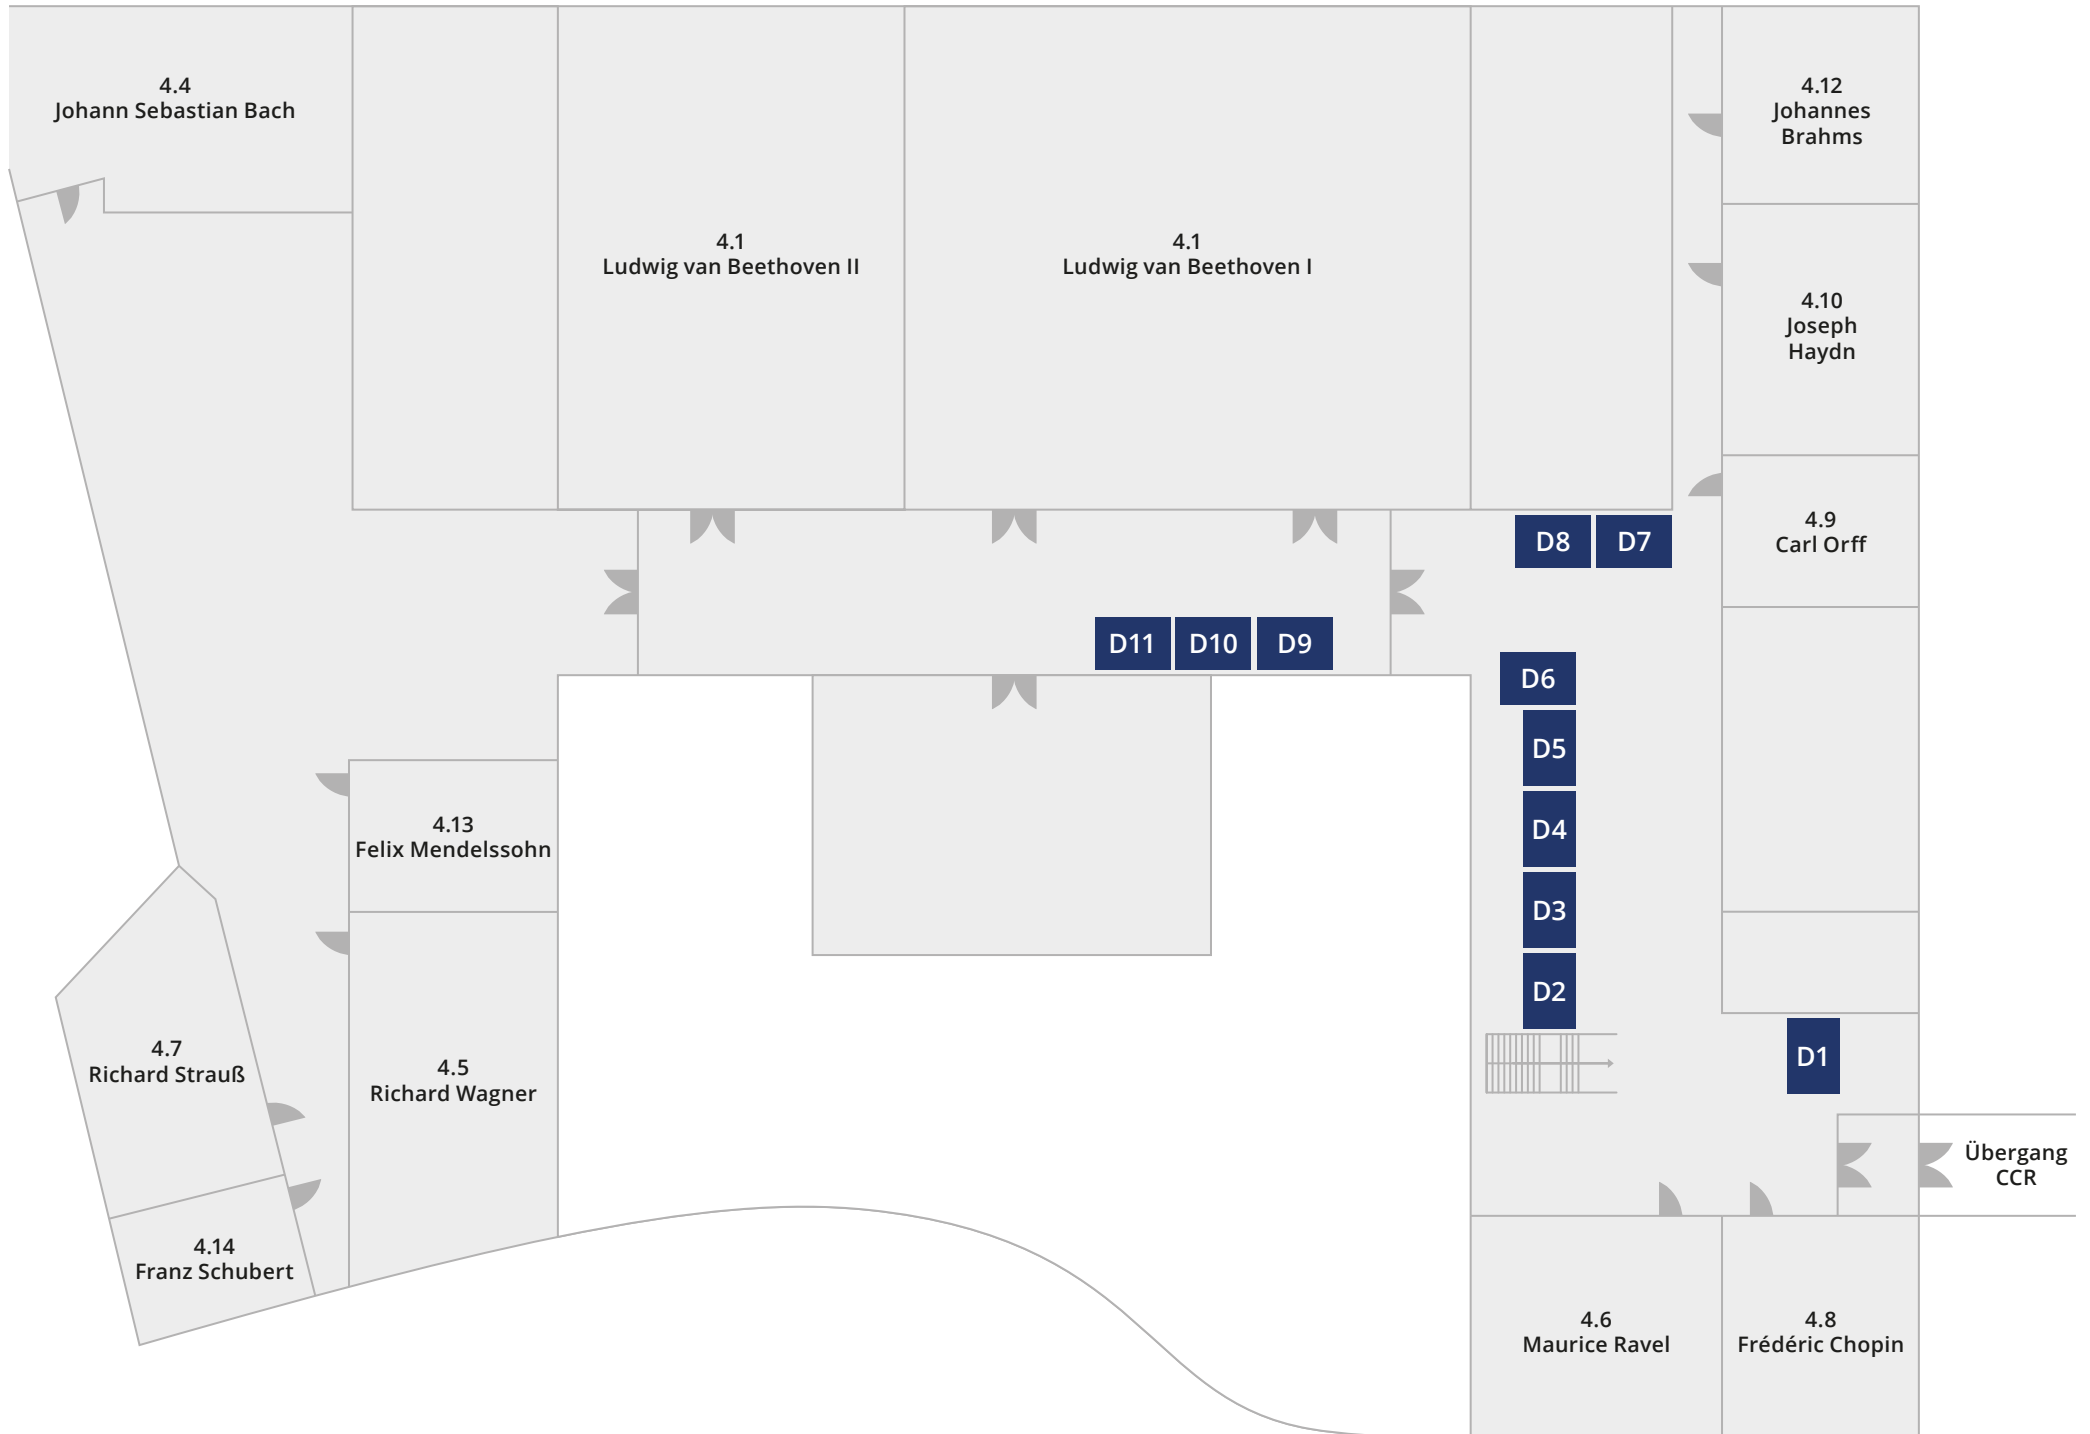 4.4
Johann Sebastian Bach
4.1
Ludwig van Beethoven II
4.1
Ludwig van Beethoven I
4.12
Johannes
Brahms
4.10
Joseph
Haydn
4.9
Carl Orff
D8
D7
D11
D10
D9
D6
D5
D4
D3
D2
D1
4.13
Felix Mendelssohn
4.7
Richard Strauß
4.5
Richard Wagner
4.14
Franz Schubert
Übergang
CCR
4.6
Maurice Ravel
4.8
Frédéric Chopin